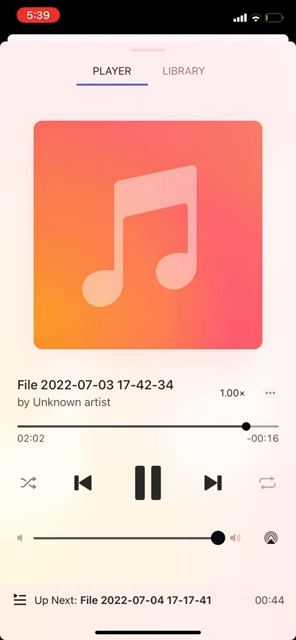 5:39
PLAYER LIBRARY
File 2022-07-03 17-42-34
by Unknown artist
1.00×
02:02 -00:16
Up Next: File 2022-07-04 17-17-41 00:44